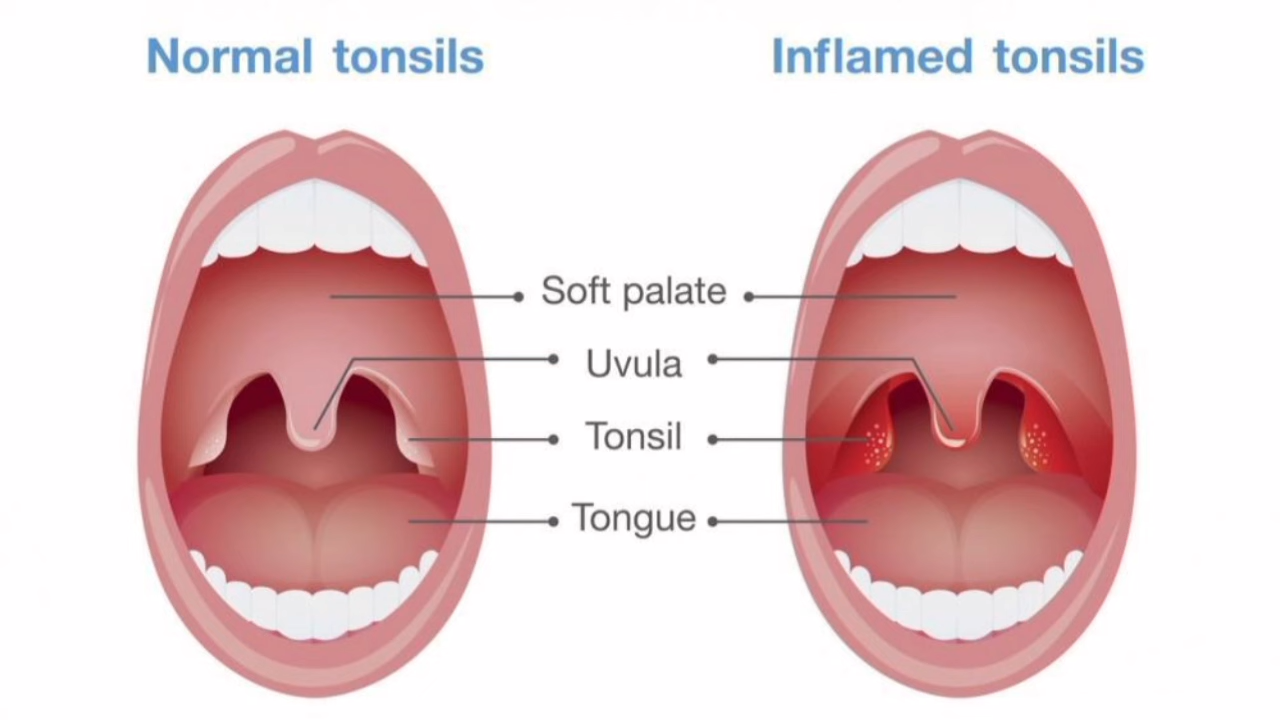 Normal tonsils
Inflamed tonsils
Soft palate
Uvula
Tonsil
Tongue